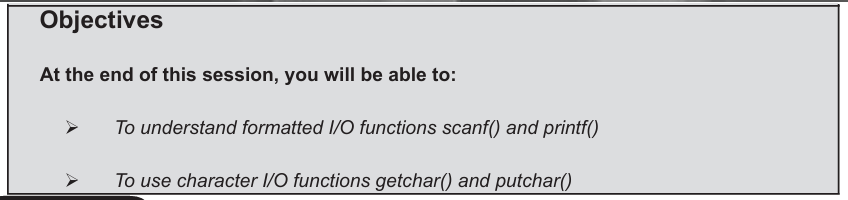 Objectives
At the end of this session, you will be able to:
➢ To understand formatted I/O functions scanf() and printf()
➢ To use character I/O functions getchar() and putchar()